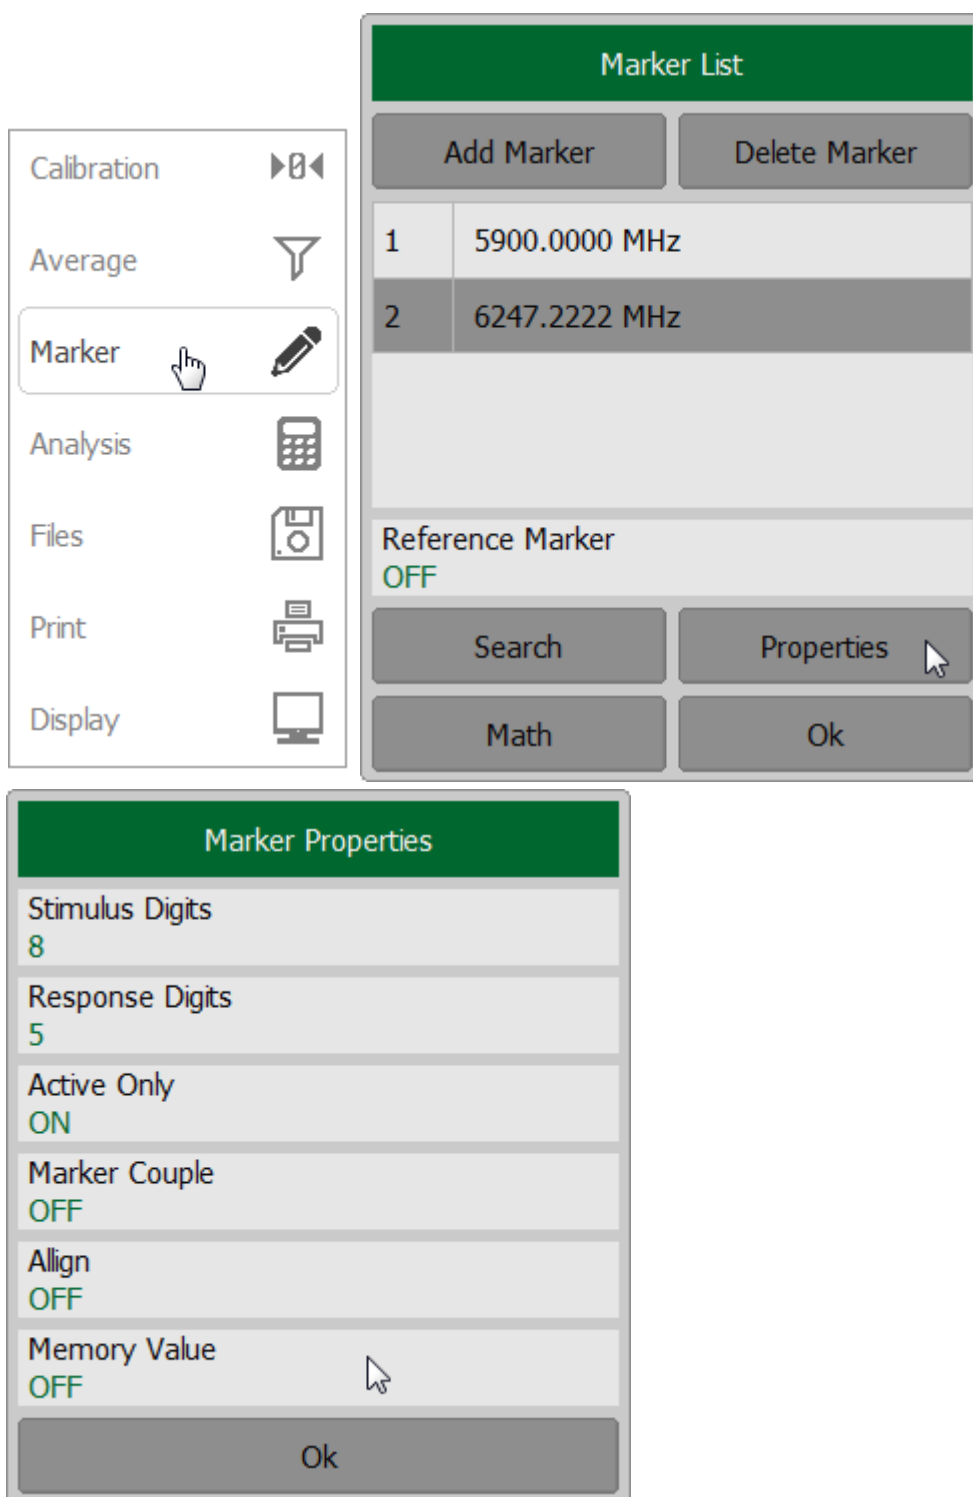 Calibration
Average
Marker
Analysis
Files
Print
Display
Marker List
Add Marker Delete Marker
1 5900.0000 MHz
2 6247.2222 MHz
Reference Marker
OFF
Search Properties
Math Ok
Marker Properties
Stimulus Digits
8
Response Digits
5
Active Only
ON
Marker Couple
OFF
Allign
OFF
Memory Value
OFF
Ok